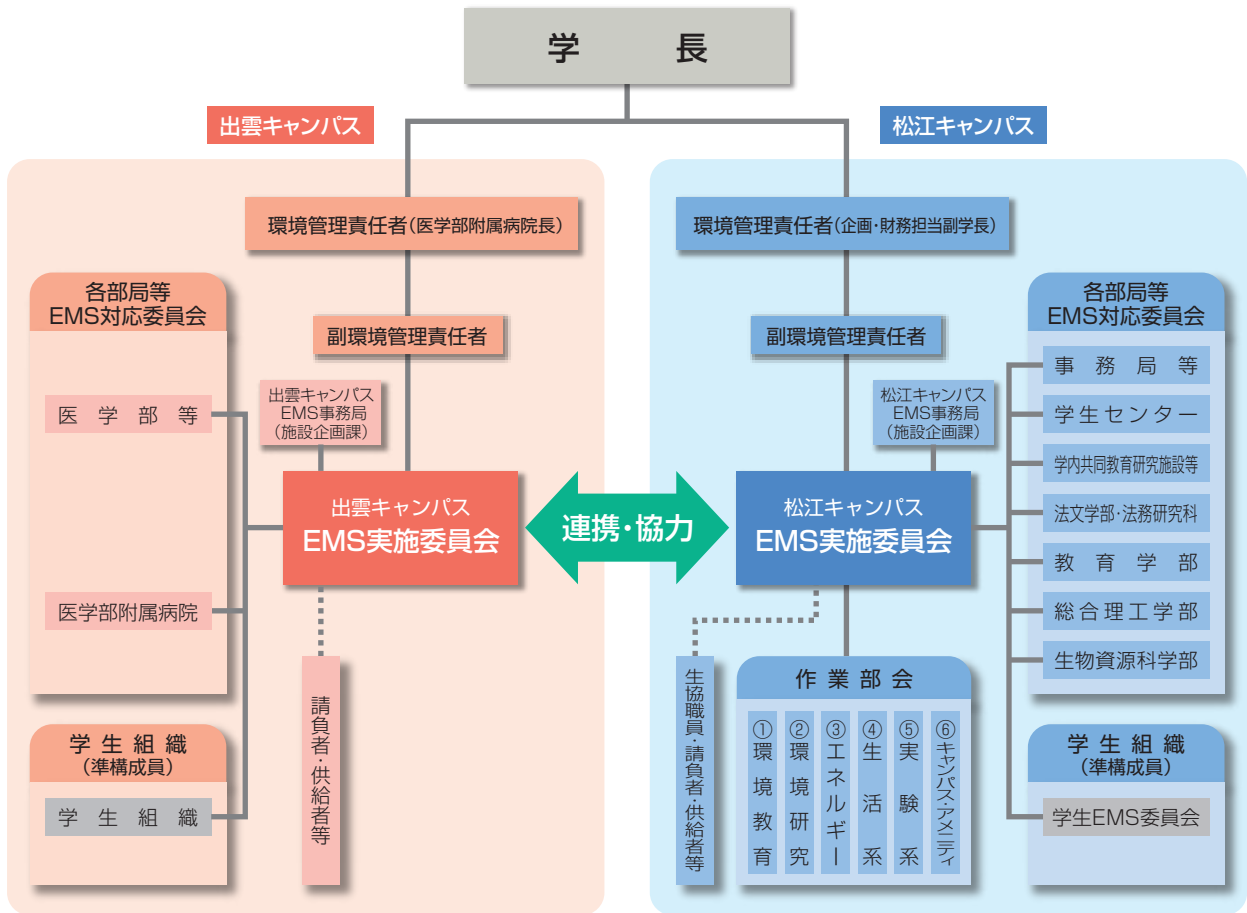 学長
出雲キャンパス
松江キャンパス
環境管理責任者(医学部附属病院長)
副環境管理責任者
各部局等
EMS対応委員会
医学部等
医学部附属病院
出雲キャンパス
EMS事務局
(施設企画課)
出雲キャンパス
EMS実施委員会
請負者・供給者等
学生組織
(準構成員)
学生組織
連携・協力
環境管理責任者(企画・財務担当副学長)
副環境管理責任者
松江キャンパス
EMS事務局
(施設企画課)
松江キャンパス
EMS実施委員会
生協職員・請負者・供給者等
作業部会
①環境教育
②環境研究
③エネルギー
④生活系
⑤実験系
⑥キャンパス・アメニティ
各部局等
EMS対応委員会
事務局等
学生センター
学内共同教育研究施設等
法文学部・法務研究科
教育学部
総合理工学部
生物資源科学部
学生組織
(準構成員)
学生EMS委員会